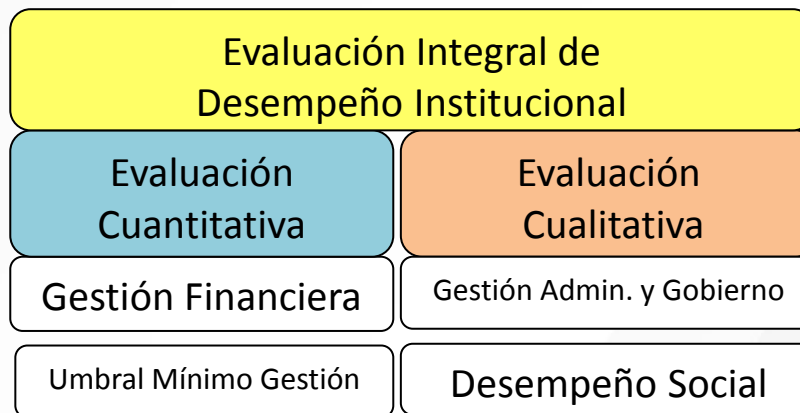 Evaluación Integral de
Desempeño Institucional
Evaluación
Cuantitativa
Evaluación
Cualitativa
Gestión Financiera
Gestión Admin. y Gobierno
Umbral Mínimo Gestión
Desempeño Social